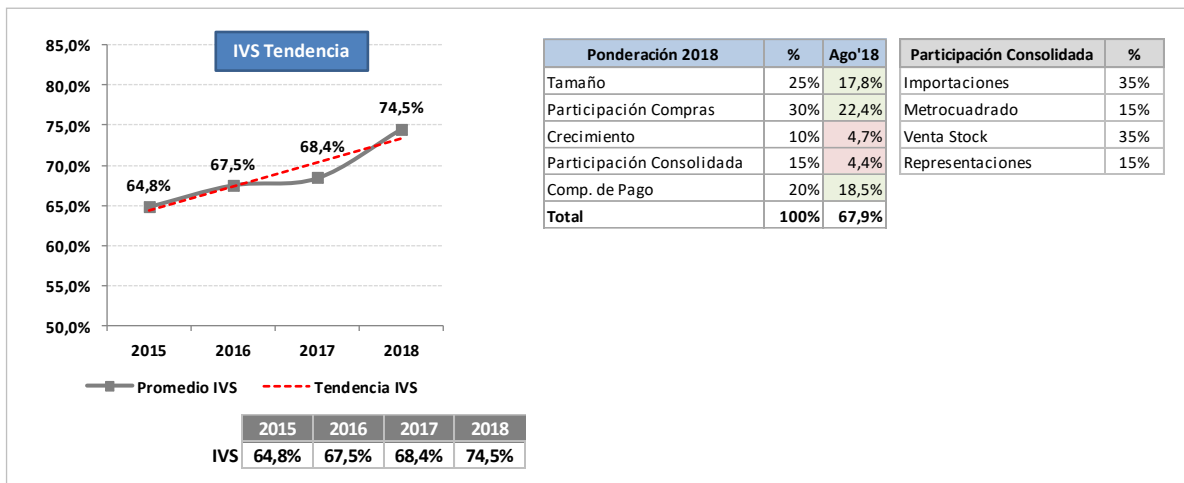 IVS Tendencia
85,0%
80,0%
75,0%
70,0%
65,0%
60,0%
55,0%
50,0%
64,8%
67,5%
68,4%
74,5%
2015 2016 2017 2018
Promedio IVS Tendencia IVS
2015 2016 2017 2018
IVS 64,8% 67,5% 68,4% 74,5%
Ponderación 2018 % Ago'18
Tamaño 25% 17,8%
Participación Compras 30% 22,4%
Crecimiento 10% 4,7%
Participación Consolidada 15% 4,4%
Comp. de Pago 20% 18,5%
Total 100% 67,9%
Participación Consolidada %
Importaciones 35%
Metrocuadrado 15%
Venta Stock 35%
Representaciones 15%